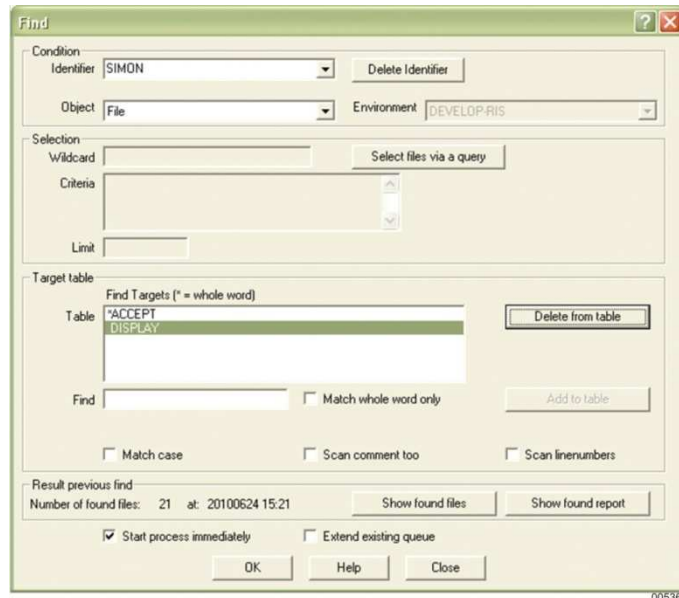 Find
Condition
Identifier SIMON Delete Identifier
Object File Environment DEVELOP-RIS
Selection
Wildcard Select files via a query
Criteria
Limit
Target table
Find Targets (* = whole word)
Table *ACCEPT Delete from table
DISPLAY
Find Match whole word only Add to table
Match case Scan comment too Scan linenumbers
Result previous find
Number of found files: 21 at: 20100624 15:21 Show found files Show found report
Start process immediately Extend existing queue
OK Help Close
00536